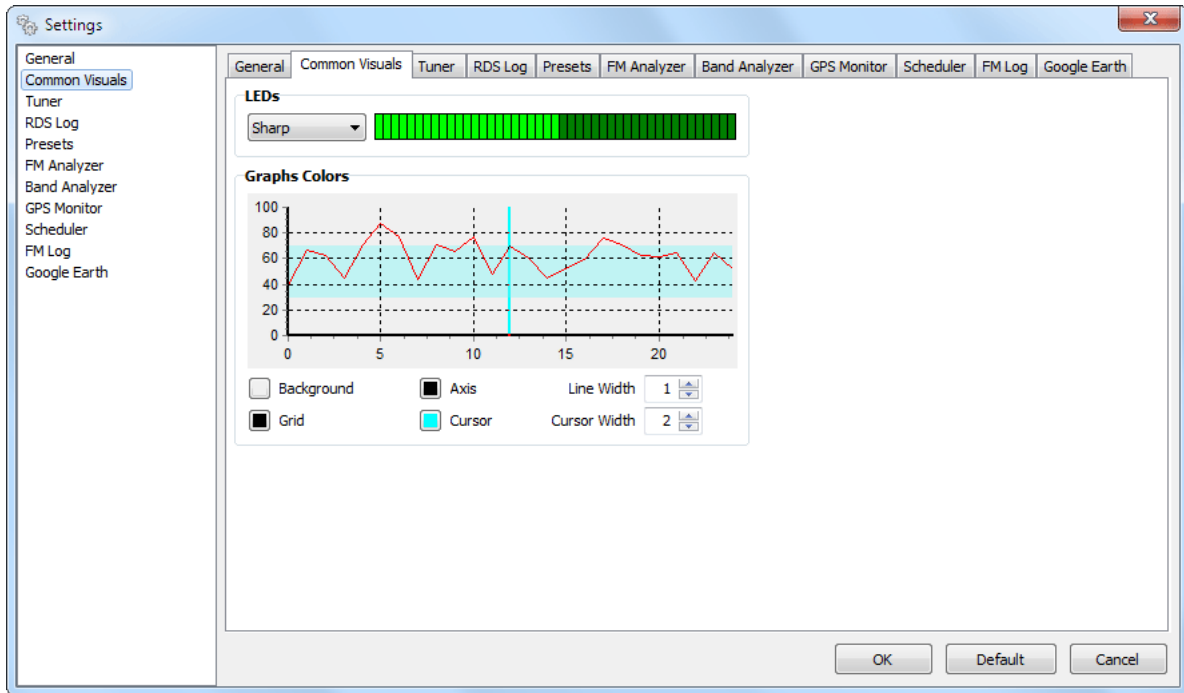 Settings
General
Common Visuals
Tuner
RDS Log
Presets
FM Analyzer
Band Analyzer
GPS Monitor
Scheduler
FM Log
Google Earth
General Common Visuals Tuner RDS Log Presets FM Analyzer Band Analyzer GPS Monitor Scheduler FM Log Google Earth
LEDs
Sharp
Graphs Colors
100
80
60
40
20
0
0 5 10 15 20
Background Axis Line Width 1
Grid Cursor Cursor Width 2
OK Default Cancel